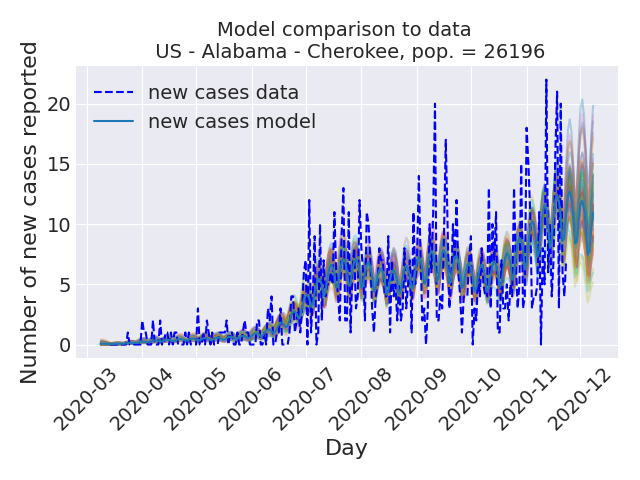 Model comparison to data
US - Alabama - Cherokee, pop. = 26196
Number of new cases reported
20
15
10
5
0
new cases data
new cases model
2020-03
2020-04
2020-05
2020-06
2020-07
2020-08
2020-09
2020-10
2020-11
2020-12
Day